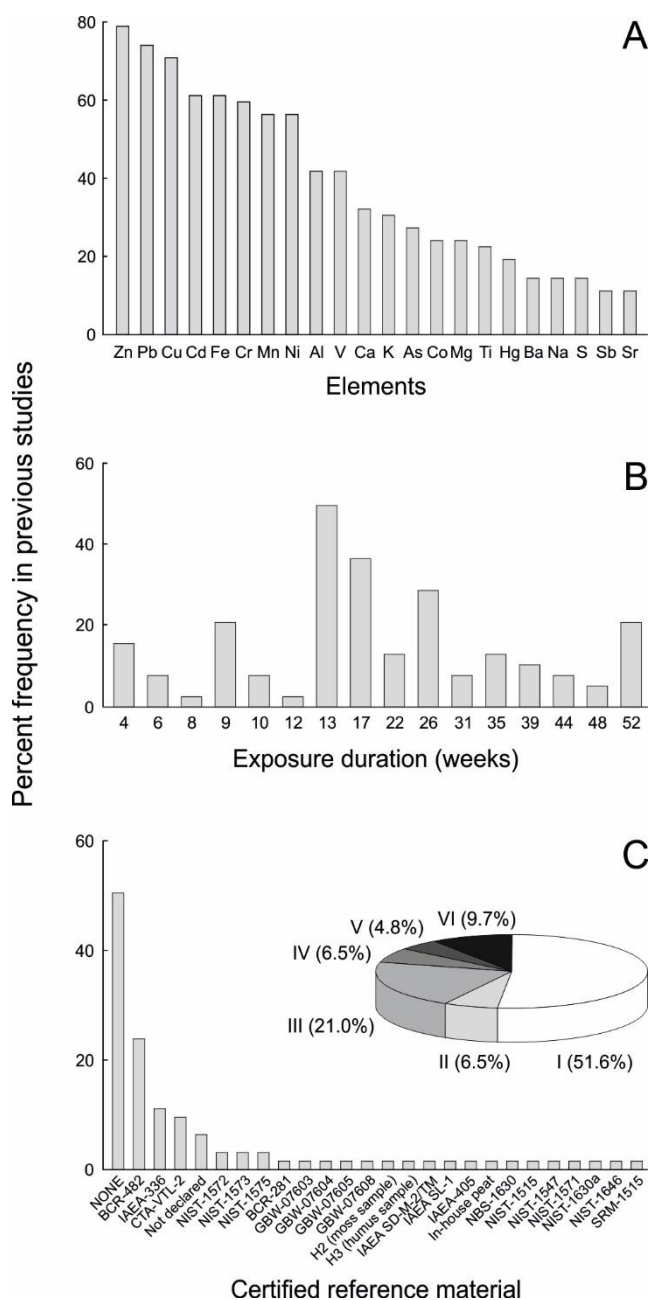 Percent frequency in previous studies
A
80
60
40
20
0
Zn Pb Cu Cd Fe Cr Mn Ni Al V Ca K As Co Mg Ti Hg Ba Na S Sb Sr
Elements
B
60
40
20
0
4 6 8 9 10 12 13 17 22 26 31 35 39 44 48 52
Exposure duration (weeks)
C
60
40
20
0
VI (9.7%)
V (4.8%)
IV (6.5%)
III (21.0%)
II (6.5%)
I (51.6%)
NONE
BCR-482
IAEA-336
CTA-VTL-2
Not declared
NIST-1572
NIST-1573
NIST-1575
BCR-281
GBW-07603
GBW-07604
GBW-07605
GBW-07608
H2 (moss sample)
H3 (humus sample)
IAEA SD-M-2/TM
IAEA SL-1
IAEA-405
In-house peat
NBS-1630
NIST-1515
NIST-1547
NIST-1571
NIST-1630a
NIST-1646
SRM-1515
Certified reference material